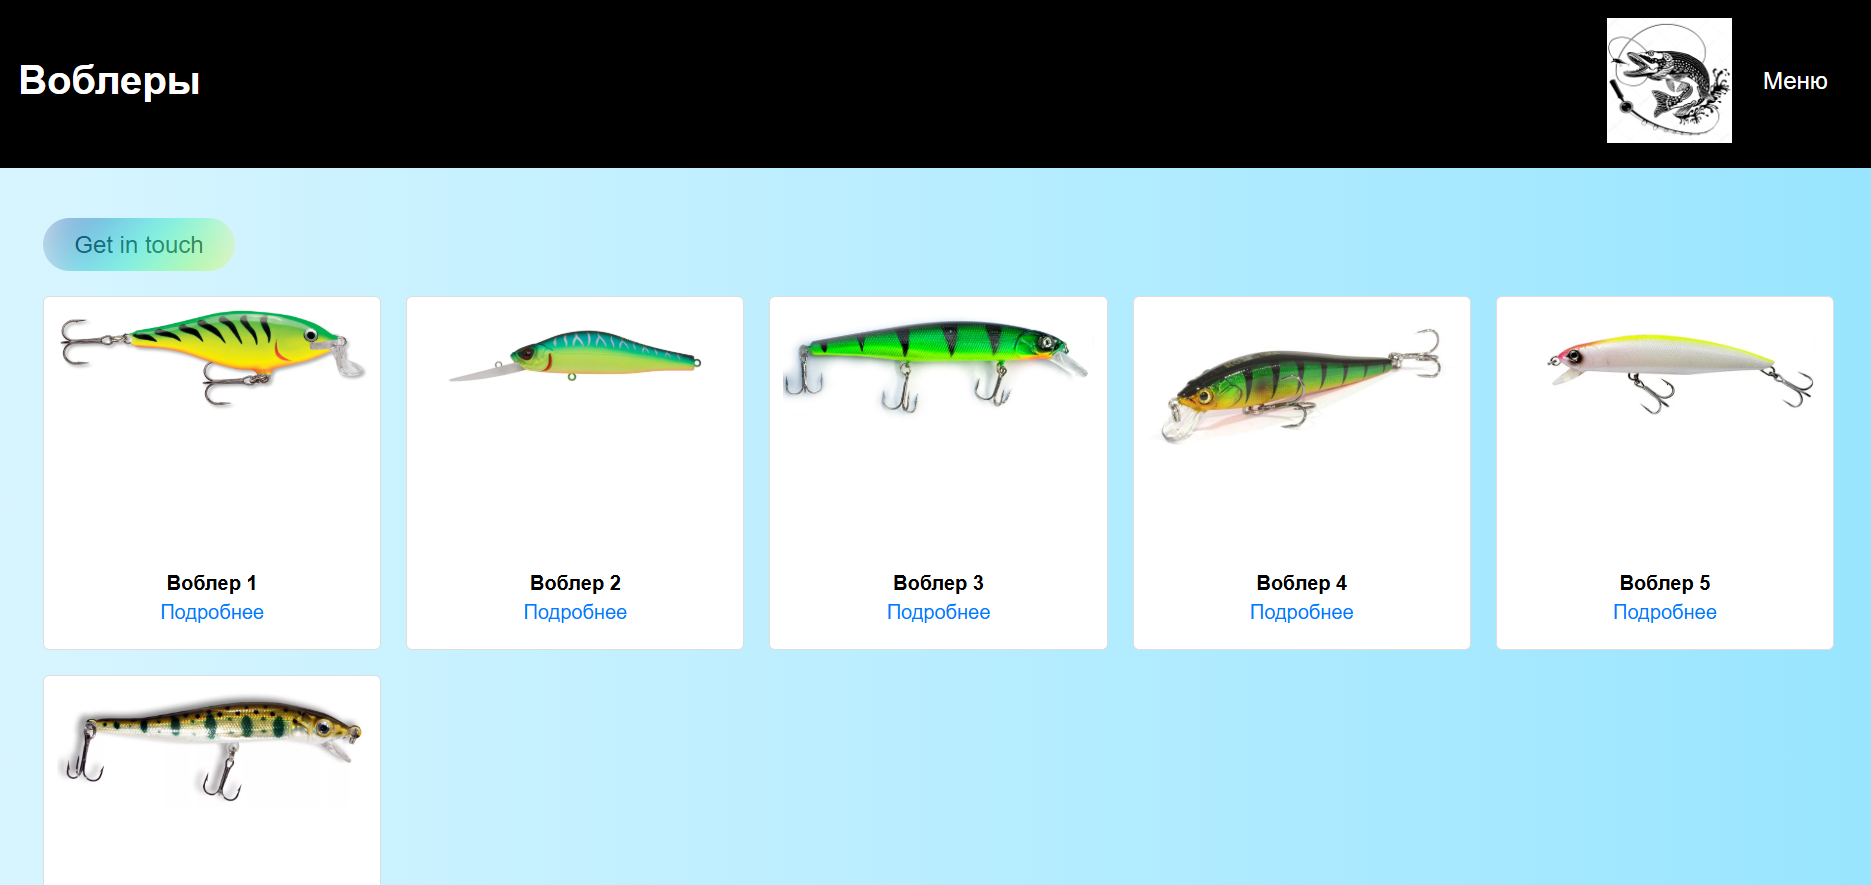 Воблеры
Меню
Get in touch
Воблер 1
Подробнее
Воблер 2
Подробнее
Воблер 3
Подробнее
Воблер 4
Подробнее
Воблер 5
Подробнее